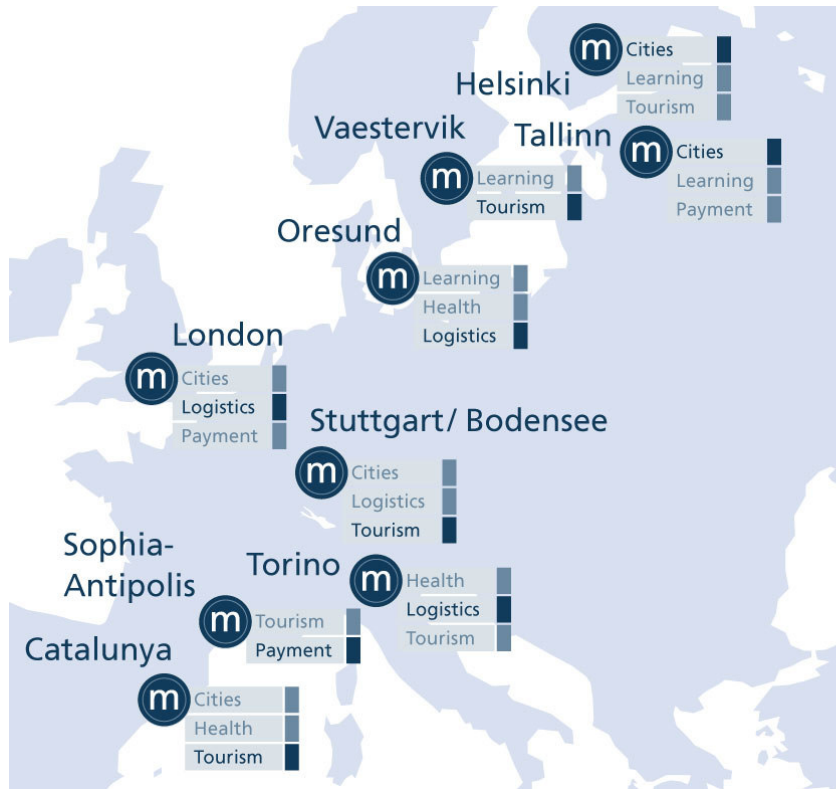 m
Cities
Helsinki
Learning
Tourism
Vaestervik
Tallinn
m
Cities
Learning
Payment
m
Learning
Tourism
Oresund
m
Learning
Health
Logistics
London
m
Cities
Logistics
Payment
Stuttgart/ Bodensee
m
Cities
Logistics
Tourism
Sophia-
Antipolis
m
Tourism
Payment
Torino
m
Health
Logistics
Tourism
Catalunya
m
Cities
Health
Tourism